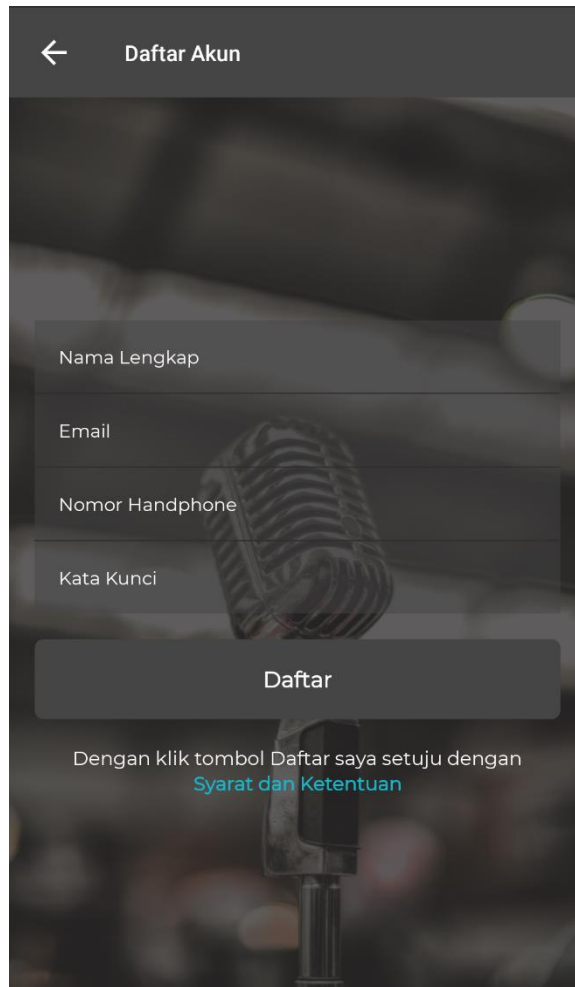 Daftar Akun
Nama Lengkap
Email
Nomor Handphone
Kata Kunci
Daftar
Dengan klik tombol Daftar saya setuju dengan
Syarat dan Ketentuan